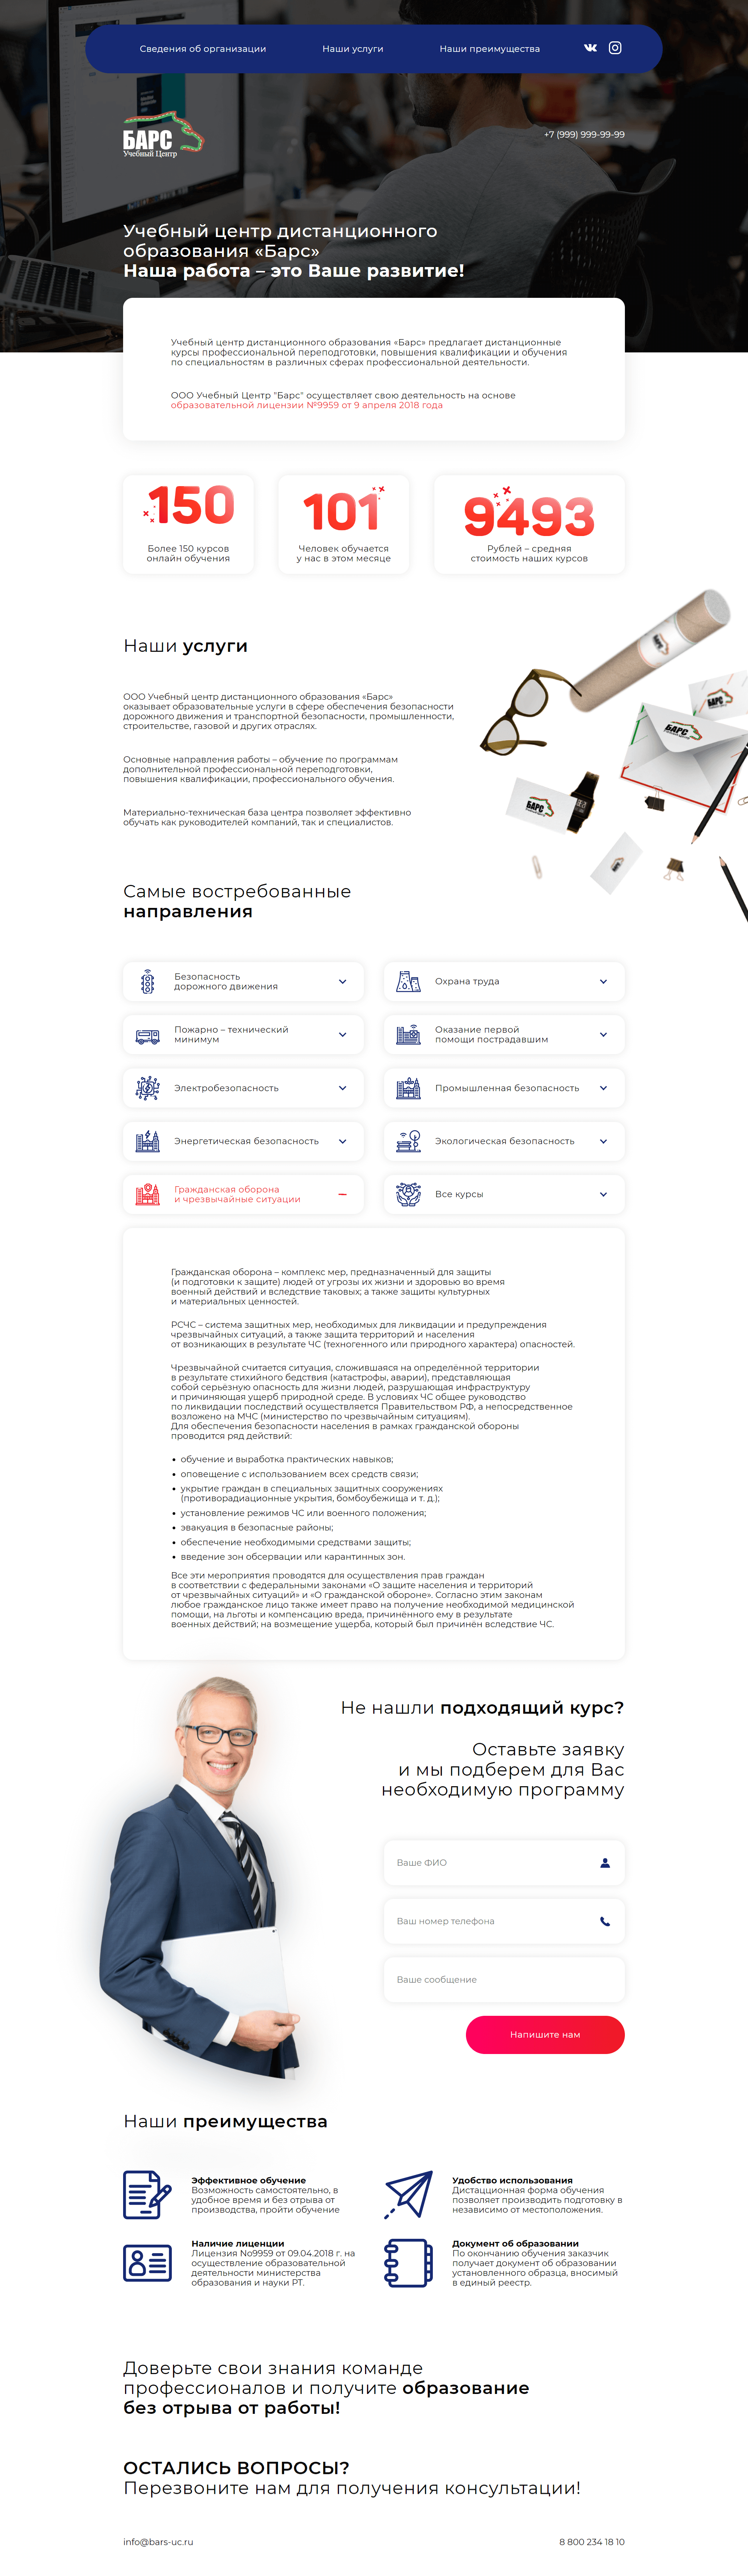 Сведения об организации
Наши услуги
Наши преимущества
БАРС
Учебный Центр
+7 (999) 999-99-99
Учебный центр дистанционного
образования «Барс»
Наша работа – это Ваше развитие!
Учебный центр дистанционного образования «Барс» предлагает дистанционные
курсы профессиональной переподготовки, повышения квалификации и обучения
по специальностям в различных сферах профессиональной деятельности.
ООО Учебный Центр "Барс" осуществляет свою деятельность на основе
образовательной лицензии №9959 от 9 апреля 2018 года
150
Более 150 курсов
онлайн обучения
101
Человек обучается
у нас в этом месяце
9493
Рублей – средняя
стоимость наших курсов
Наши услуги
ООО Учебный центр дистанционного образования «Барс»
оказывает образовательные услуги в сфере обеспечения безопасности
дорожного движения и транспортной безопасности, промышленности,
строительстве, газовой и других отраслях.
Основные направления работы – обучение по программам
дополнительной профессиональной переподготовки,
повышения квалификации, профессионального обучения.
Материально-техническая база центра позволяет эффективно
обучать как руководителей компаний, так и специалистов.
БАРС
БАРС
БАРС
БАРС
Самые востребованные
направления
Безопасность
дорожного движения
Охрана труда
Пожарно – технический
минимум
Оказание первой
помощи пострадавшим
Электробезопасность
Промышленная безопасность
Энергетическая безопасность
Экологическая безопасность
Гражданская оборона
и чрезвычайные ситуации
Все курсы
Гражданская оборона – комплекс мер, предназначенный для защиты
(и подготовки к защите) людей от угрозы их жизни и здоровью во время
военный действий и вследствие таковых; а также защиты культурных
и материальных ценностей.
РСЧС – система защитных мер, необходимых для ликвидации и предупреждения
чрезвычайных ситуаций, а также защита территорий и населения
от возникающих в результате ЧС (техногенного или природного характера) опасностей.
Чрезвычайной считается ситуация, сложившаяся на определённой территории
в результате стихийного бедствия (катастрофы, аварии), представляющая
собой серьёзную опасность для жизни людей, разрушающая инфраструктуру
и причиняющая ущерб природной среде. В условиях ЧС общее руководство
по ликвидации последствий осуществляется Правительством РФ, а непосредственное
возложено на МЧС (министерство по чрезвычайным ситуациям).
Для обеспечения безопасности населения в рамках гражданской обороны
проводится ряд действий:
• обучение и выработка практических навыков;
• оповещение с использованием всех средств связи;
• укрытие граждан в специальных защитных сооружениях
(противорадиационные укрытия, бомбоубежища и т. д.);
• установление режимов ЧС или военного положения;
• эвакуация в безопасные районы;
• обеспечение необходимыми средствами защиты;
• введение зон обсервации или карантинных зон.
Все эти мероприятия проводятся для осуществления прав граждан
в соответствии с федеральными законами «О защите населения и территорий
от чрезвычайных ситуаций» и «О гражданской обороне». Согласно этим законам
любое гражданское лицо также имеет право на получение необходимой медицинской
помощи, на льготы и компенсацию вреда, причинённого ему в результате
военных действий; на возмещение ущерба, который был причинён вследствие ЧС.
Не нашли подходящий курс?
Оставьте заявку
и мы подберем для Вас
необходимую программу
Ваше ФИО
Ваш номер телефона
Ваше сообщение
Напишите нам
Наши преимущества
Эффективное обучение
Возможность самостоятельно, в
удобное время и без отрыва от
производства, пройти обучение
Удобство использования
Дистацционная форма обучения
позволяет производить подготовку в
независимо от местоположения.
Наличие лиценции
Лицензия No9959 от 09.04.2018 г. на
осуществление образовательной
деятельности министерства
образования и науки РТ.
Документ об образовании
По окончанию обучения заказчик
получает документ об образовании
установленного образца, вносимый
в единый реестр.
Доверьте свои знания команде
профессионалов и получите образование
без отрыва от работы!
ОСТАЛИСЬ ВОПРОСЫ?
Перезвоните нам для получения консультации!
info@bars-uc.ru
8 800 234 18 10